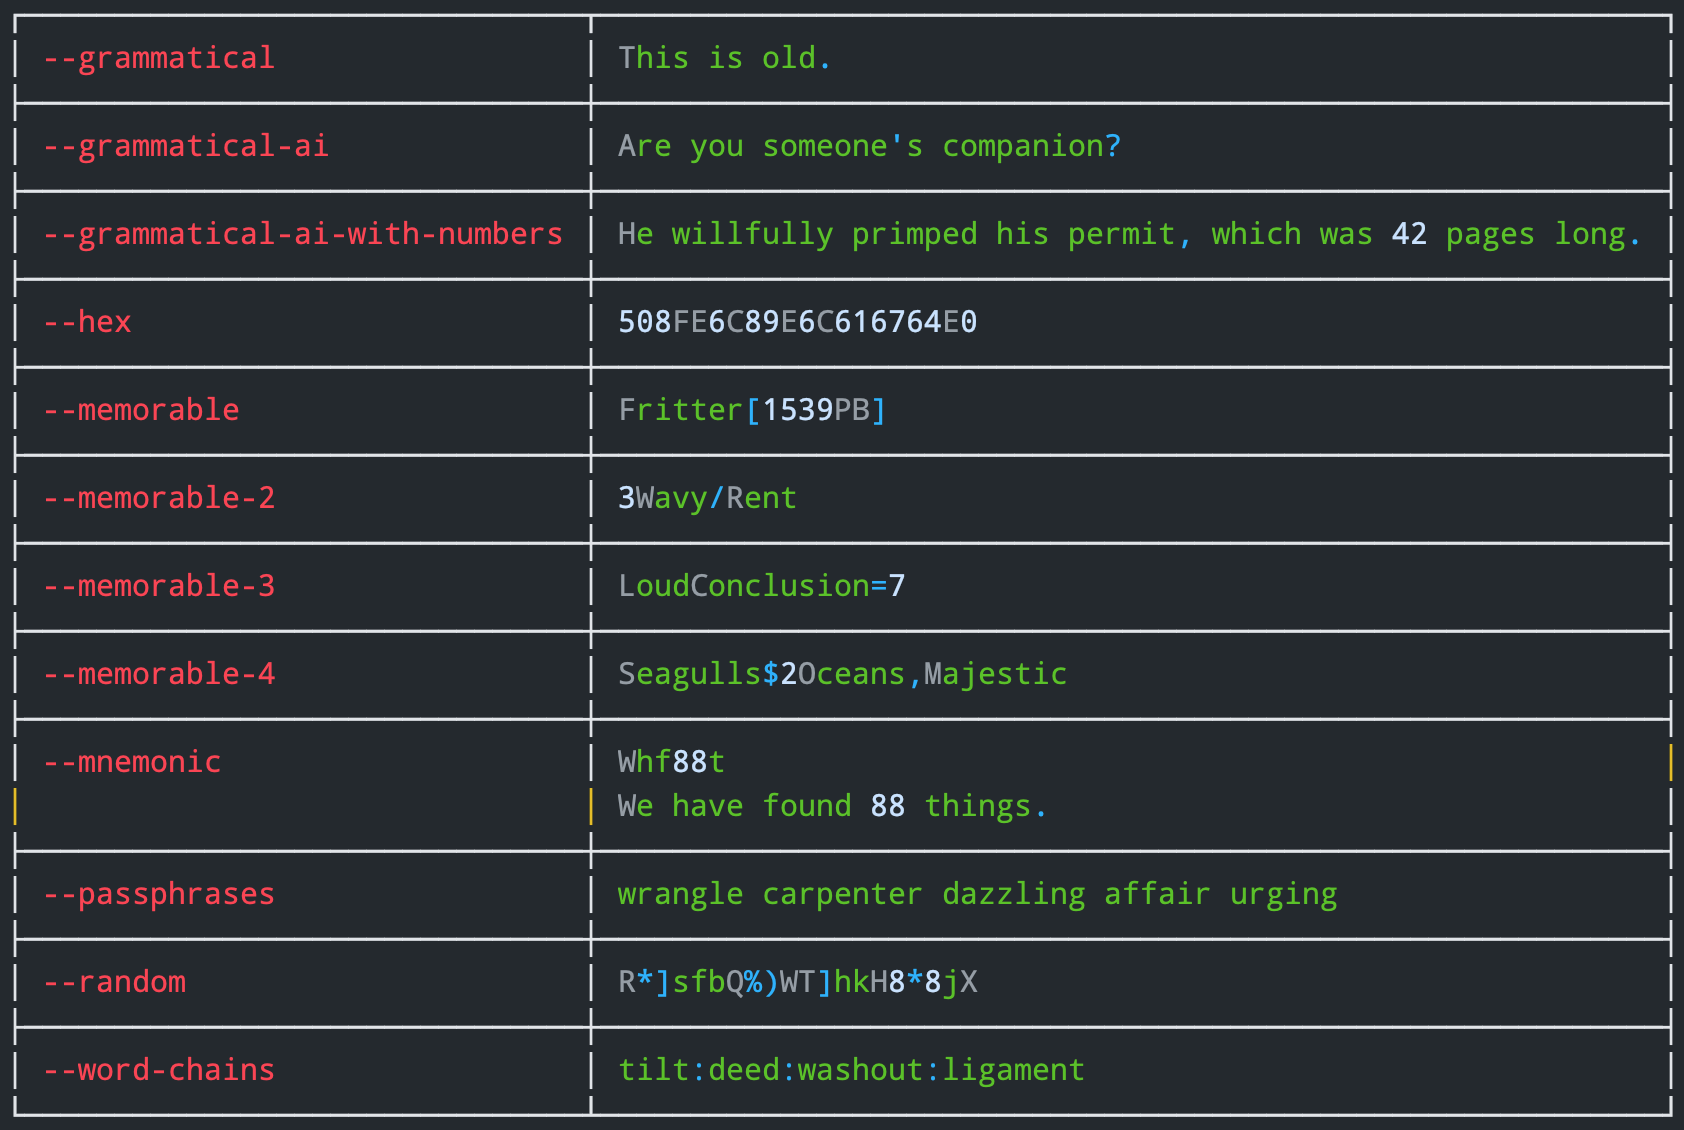 --grammatical This is old.
--grammatical-ai Are you someone's companion?
--grammatical-ai-with-numbers He willfully primped his permit, which was 42 pages long.
--hex 508FE6C89E6C616764E0
--memorable Fritter[1539PB]
--memorable-2 3Wavy/Rent
--memorable-3 LoudConclusion=7
--memorable-4 Seagulls$2Oceans,Majestic
--mnemonic Whf88t
We have found 88 things.
--passphrases wrangle carpenter dazzling affair urging
--random R*]sfbQ%)WT]hkH8*8jX
--word-chains tilt:deed:washout:ligament